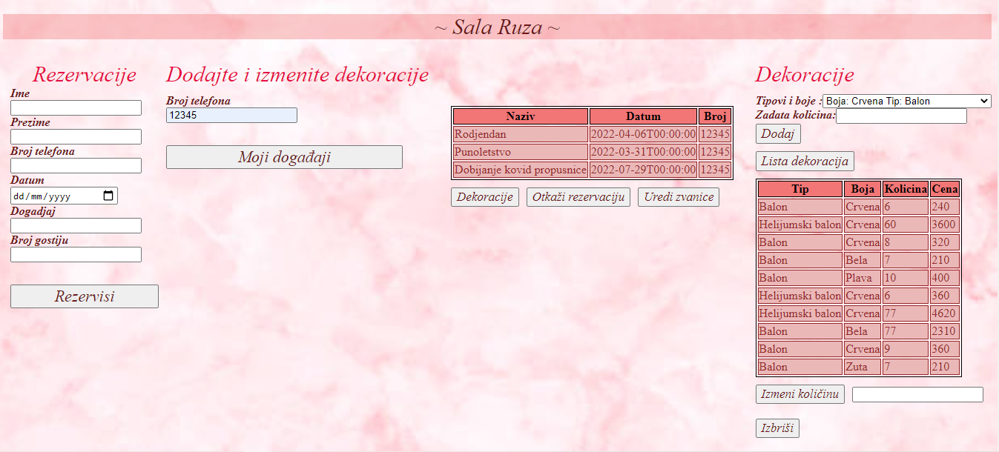 ~ Sala Ruza ~
Rezervacije
Ime
Prezime
Broj telefona
Datum
dd/mm/yyyy
Dogadjaj
Broj gostiju
Rezervisi
Dodajte i izmenite dekoracije
Broj telefona
12345
Moji događaji
Naziv Datum Broj
Rodjendan 2022-04-06T00:00:00 12345
Punoletstvo 2022-03-31T00:00:00 12345
Dobijanje kovid propusnice 2022-07-29T00:00:00 12345
Dekoracije Otkaži rezervaciju Uredi zvanice
Dekoracije
Tipovi i boje : Boja: Crvena Tip: Balon
Zadata kolicina:
Dodaj
Lista dekoracija
Tip Boja Kolicina Cena
Balon Crvena 6 240
Helijumski balon Crvena 60 3600
Balon Crvena 8 320
Balon Bela 7 210
Balon Plava 10 400
Helijumski balon Crvena 6 360
Helijumski balon Crvena 77 4620
Balon Bela 77 2310
Balon Crvena 9 360
Balon Zuta 7 210
Izmeni količinu
Izbriši